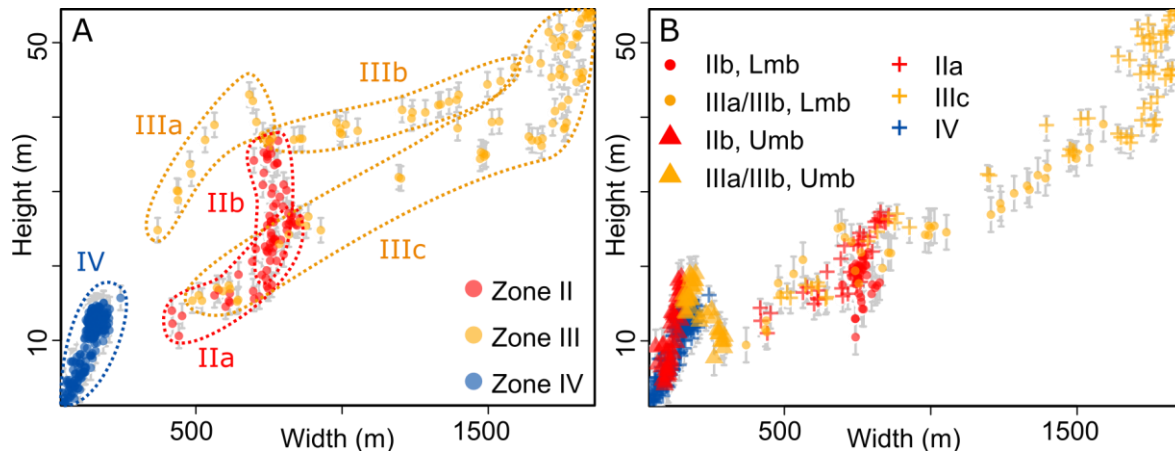 A
50
10
Height (m)
500
1500
Width (m)
IIIa
IIIb
IIb
IIIc
IV
IIa
Zone II
Zone III
Zone IV
B
50
10
Height (m)
500
1500
Width (m)
IIb, Lmb
IIIa/IIIb, Lmb
IIb, Umb
IIIa/IIIb, Umb
IIa
IIIc
IV